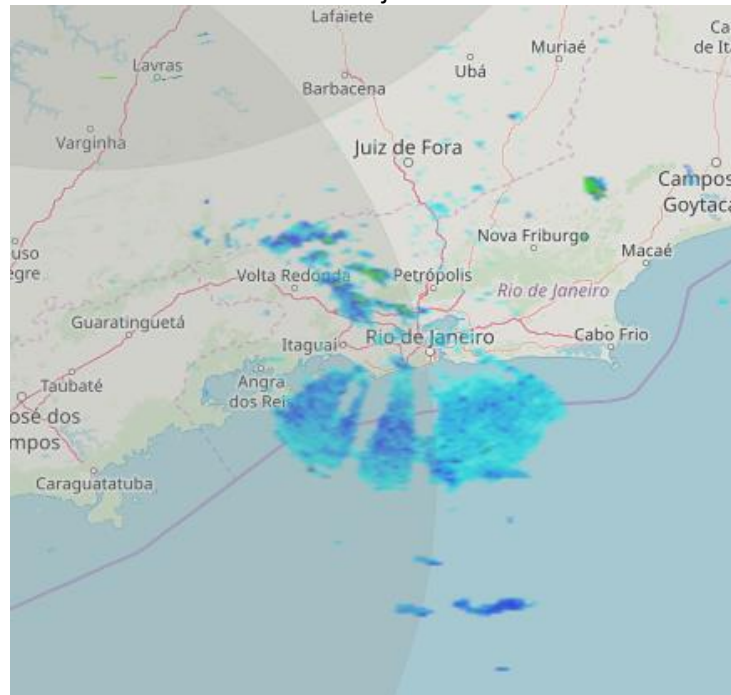 Lafaiete
Muriaé
Ubá
Lavras
Barbacena
Varginha
Juiz de Fora
Campos
Goytaca
Nova Friburgo
Macaé
Volta Redonda
Petrópolis
Rio de Janeiro
Guaratinguetá
Itaguaí
Rio de Janeiro
Cabo Frio
Taubaté
Angra
dos Reis
osé dos
mpos
Caraguatatuba